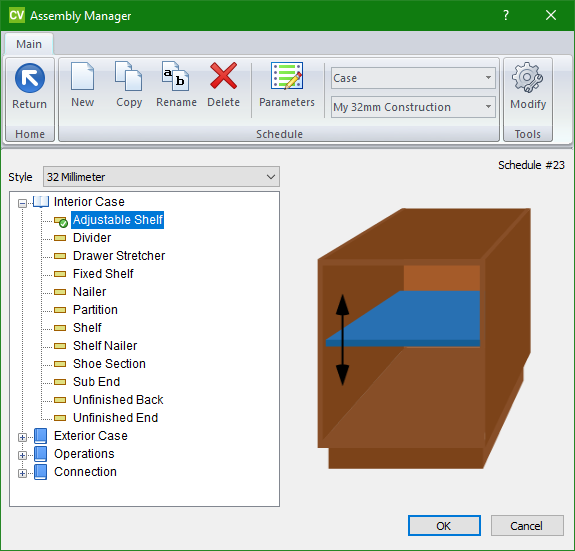 CV Assembly Manager
Main
Return
New
Copy
a b Rename
Delete
Parameters
Case
My 32mm Construction
Modify
Home
Schedule
Tools
Schedule #23
Style 32 Millimeter
Interior Case
Adjustable Shelf
Divider
Drawer Stretcher
Fixed Shelf
Nailer
Partition
Shelf
Shelf Nailer
Shoe Section
Sub End
Unfinished Back
Unfinished End
Exterior Case
Operations
Connection
OK
Cancel